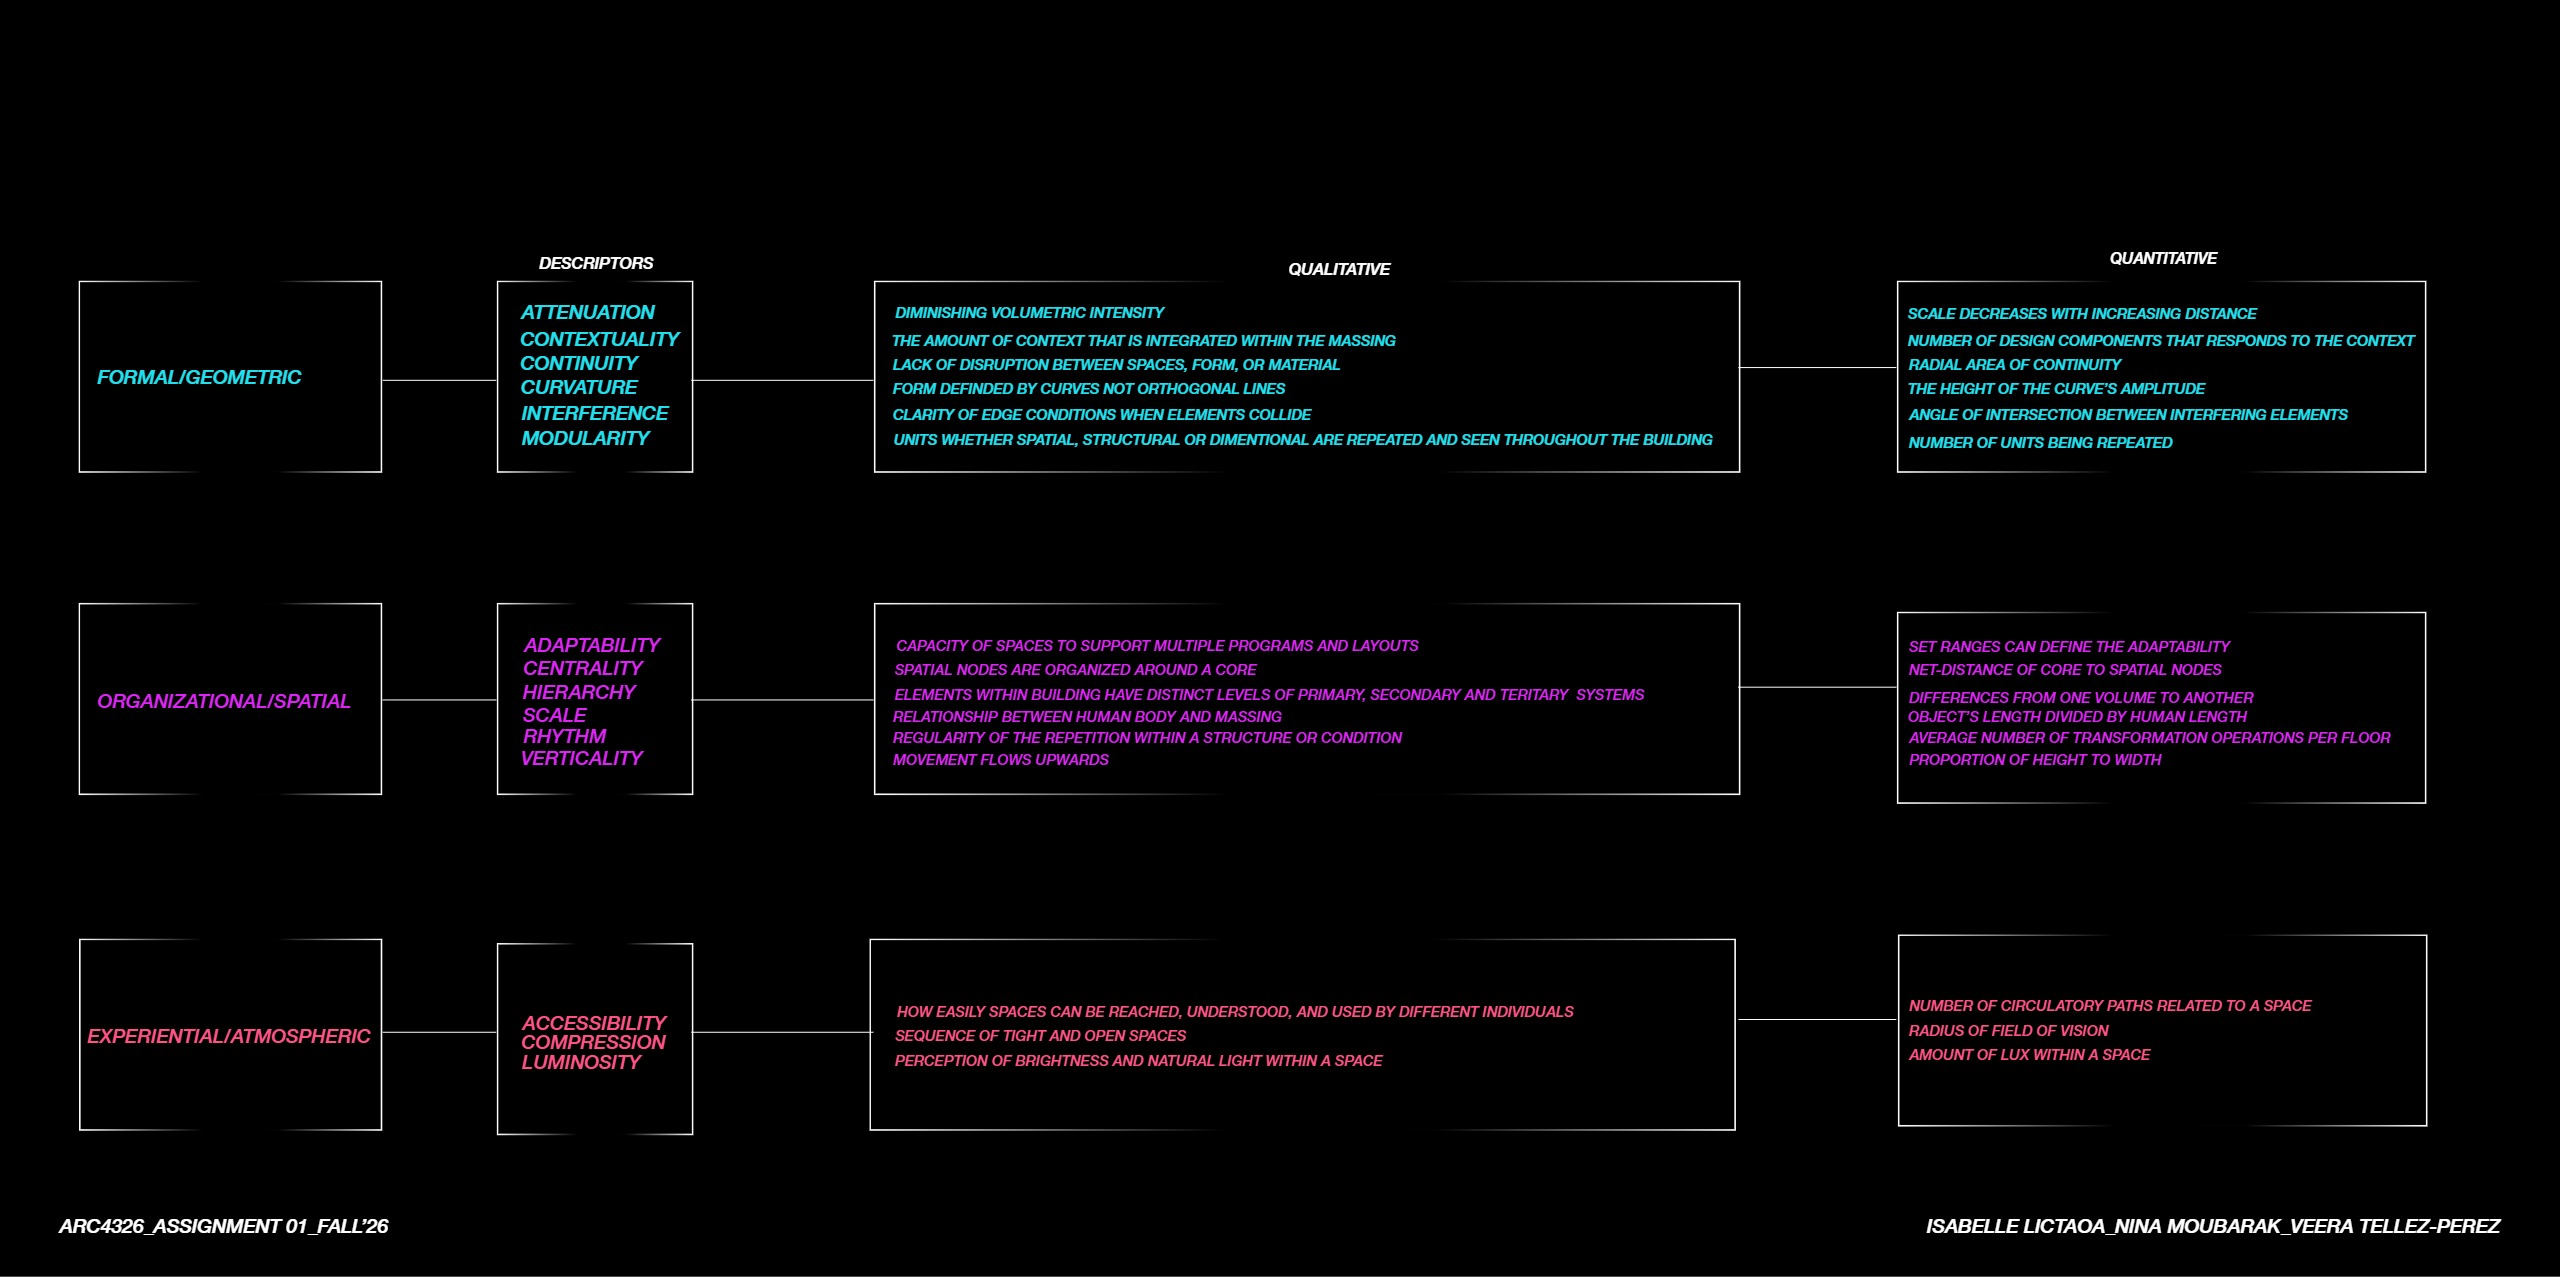 DESCRIPTORS
QUALITATIVE
QUANTITATIVE
FORMAL/GEOMETRIC
ATTENUATION
CONTEXTUALITY
CONTINUITY
CURVATURE
INTERFERENCE
MODULARITY
DIMINISHING VOLUMETRIC INTENSITY
THE AMOUNT OF CONTEXT THAT IS INTEGRATED WITHIN THE MASSING
LACK OF DISRUPTION BETWEEN SPACES, FORM, OR MATERIAL
FORM DEFINDED BY CURVES NOT ORTHOGONAL LINES
CLARITY OF EDGE CONDITIONS WHEN ELEMENTS COLLIDE
UNITS WHETHER SPATIAL, STRUCTURAL OR DIMENTIONAL ARE REPEATED AND SEEN THROUGHOUT THE BUILDING
SCALE DECREASES WITH INCREASING DISTANCE
NUMBER OF DESIGN COMPONENTS THAT RESPONDS TO THE CONTEXT
RADIAL AREA OF CONTINUITY
THE HEIGHT OF THE CURVE'S AMPLITUDE
ANGLE OF INTERSECTION BETWEEN INTERFERING ELEMENTS
NUMBER OF UNITS BEING REPEATED
ORGANIZATIONAL/SPATIAL
ADAPTABILITY
CENTRALITY
HIERARCHY
SCALE
RHYTHM
VERTICALITY
CAPACITY OF SPACES TO SUPPORT MULTIPLE PROGRAMS AND LAYOUTS
SPATIAL NODES ARE ORGANIZED AROUND A CORE
ELEMENTS WITHIN BUILDING HAVE DISTINCT LEVELS OF PRIMARY, SECONDARY AND TERITARY SYSTEMS
RELATIONSHIP BETWEEN HUMAN BODY AND MASSING
REGULARITY OF THE REPETITION WITHIN A STRUCTURE OR CONDITION
MOVEMENT FLOWS UPWARDS
SET RANGES CAN DEFINE THE ADAPTABILITY
NET-DISTANCE OF CORE TO SPATIAL NODES
DIFFERENCES FROM ONE VOLUME TO ANOTHER
OBJECT'S LENGTH DIVIDED BY HUMAN LENGTH
AVERAGE NUMBER OF TRANSFORMATION OPERATIONS PER FLOOR
PROPORTION OF HEIGHT TO WIDTH
EXPERIENTIAL/ATMOSPHERIC
ACCESSIBILITY
COMPRESSION
LUMINOSITY
HOW EASILY SPACES CAN BE REACHED, UNDERSTOOD, AND USED BY DIFFERENT INDIVIDUALS
SEQUENCE OF TIGHT AND OPEN SPACES
PERCEPTION OF BRIGHTNESS AND NATURAL LIGHT WITHIN A SPACE
NUMBER OF CIRCULATORY PATHS RELATED TO A SPACE
RADIUS OF FIELD OF VISION
AMOUNT OF LUX WITHIN A SPACE
ARC4326_ASSIGNMENT 01_FALL'26
ISABELLE LICTAOA_NINA MOUBARAK_VEERA TELLEZ-PEREZ